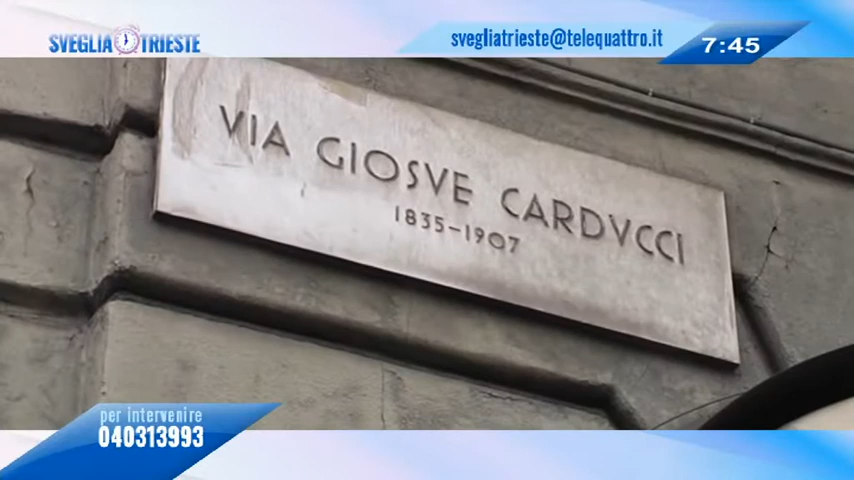 SVEGLIA TRIESTE
svegliatrieste@telequattro.it
7:45
VIA GIOSVE CARDVCCI
1835-1907
per intervenire
040313993